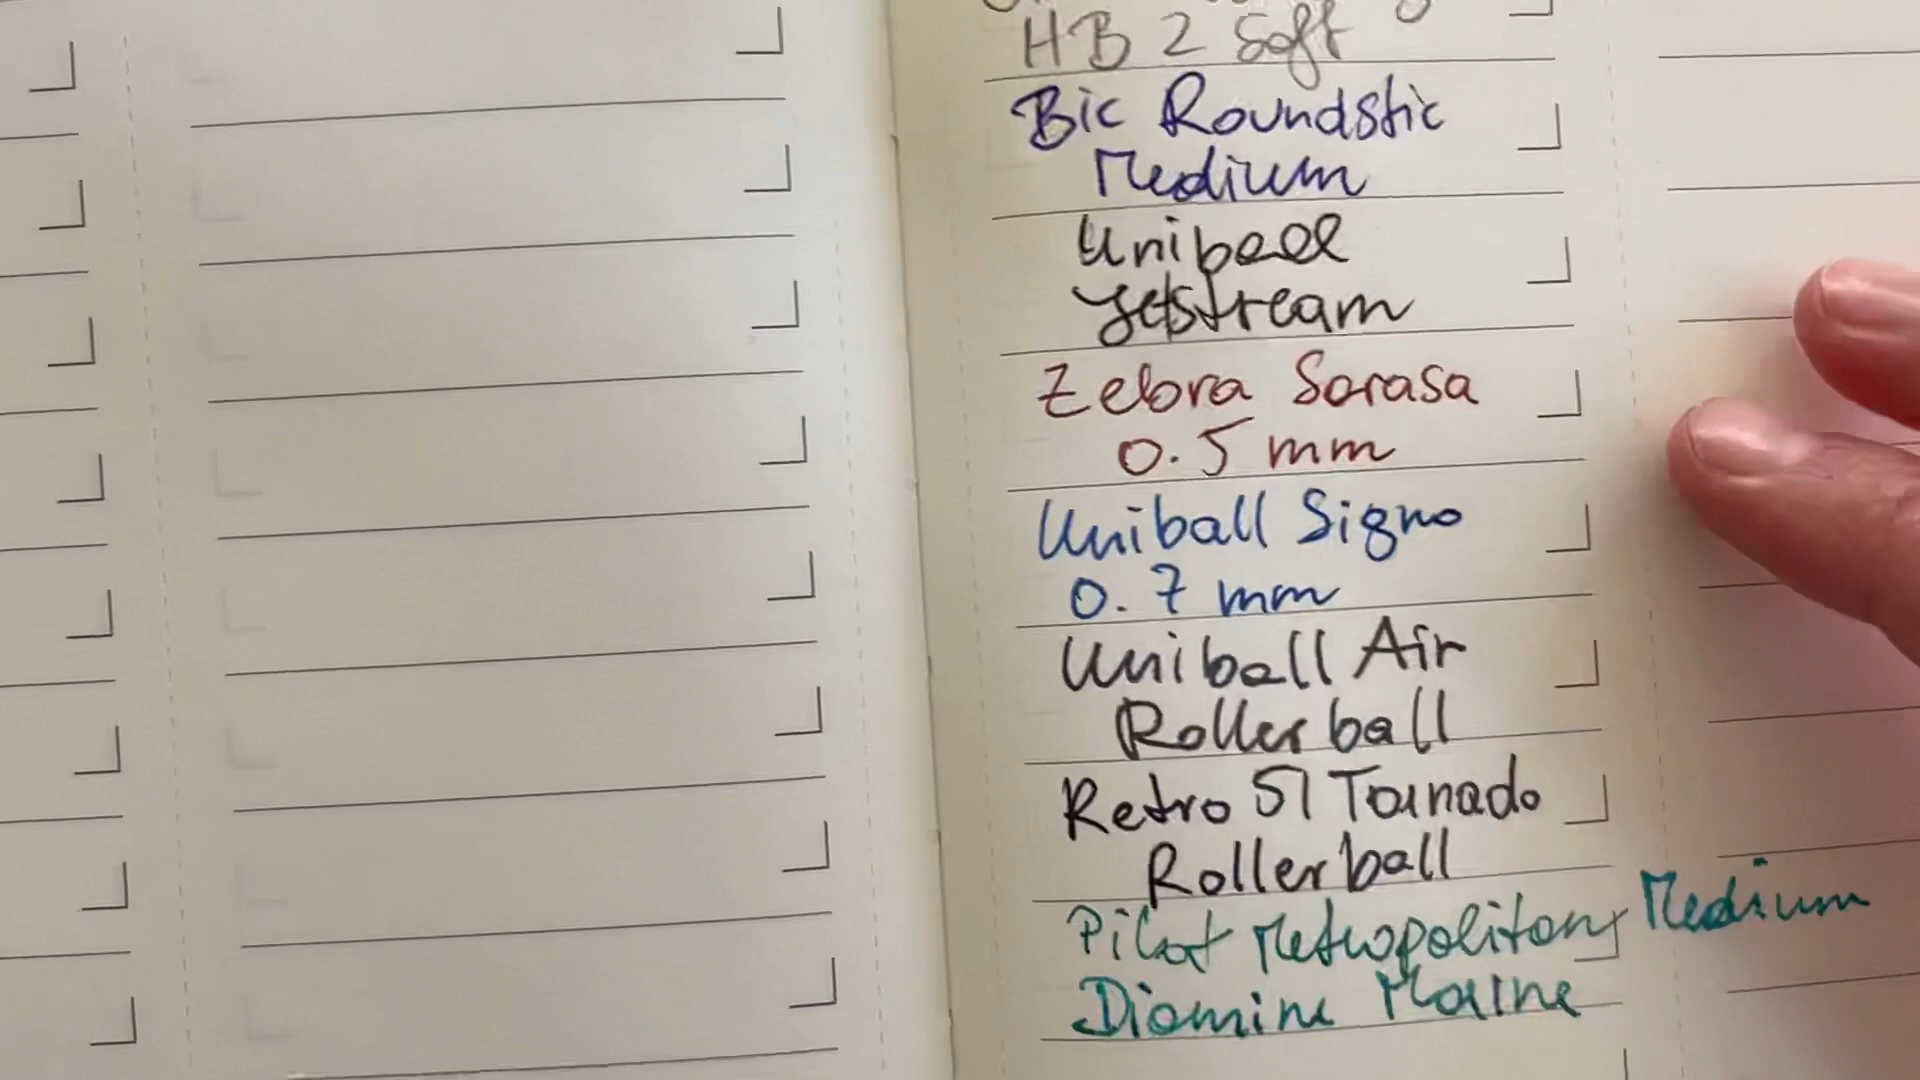 HB 2 Soft
Bic Roundstic
Medium
Uniball
Jetstream
Zebra Sarasa
0.5 mm
Uniball Signo
0.7 mm
Uniball Air
Rollerball
Retro 51 Tornado
Rollerball
Pilot Metropolitan, Medium
Diamine Marine